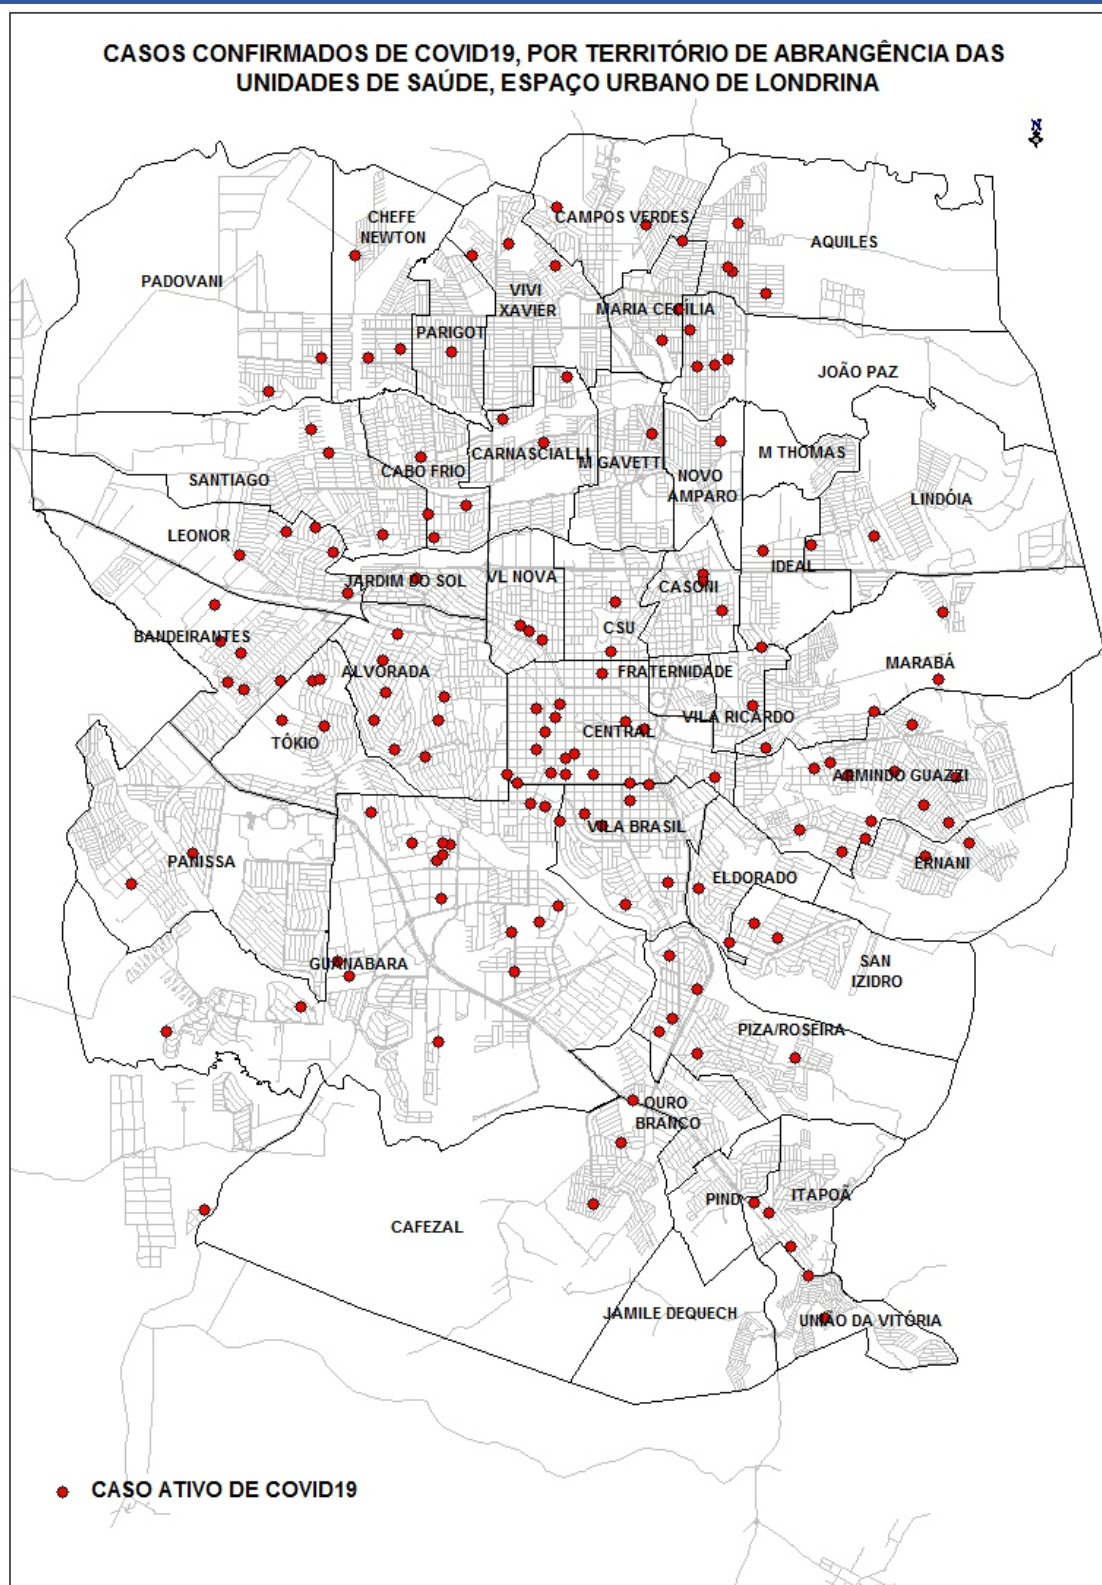 CASOS CONFIRMADOS DE COVID19, POR TERRITÓRIO DE ABRANGÊNCIA DAS
UNIDADES DE SAÚDE, ESPAÇO URBANO DE LONDRINA
N
CHEFE
NEWTON
CAMPOS VERDES
AQUILES
PADOVANI
VIVI
XAVIER
MARIA CECÍLIA
PARIGOT
JOÃO PAZ
CARNASCIALLI
M GAVETTI
M THOMAS
CABO FRIO
SANTIAGO
NOVO
AMPARO
LINDÓIA
LEONOR
IDEAL
JARDIM DO SOL
VL NOVA
CASONI
CSU
BANDEIRANTES
ALVORADA
FRATERNIDADE
MARABÁ
VILA RICARDO
CENTRAL
TÓKIO
ARMINDO GUAZZI
VILA BRASIL
PANISSA
ERNANI
ELDORADO
GUANABARA
SAN
IZIDRO
PIZA/ROSEIRA
OURO
BRANCO
PIND
ITAPOÃ
CAFEZAL
JAMILE DEQUECH
UNIÃO DA VITÓRIA
CASO ATIVO DE COVID19